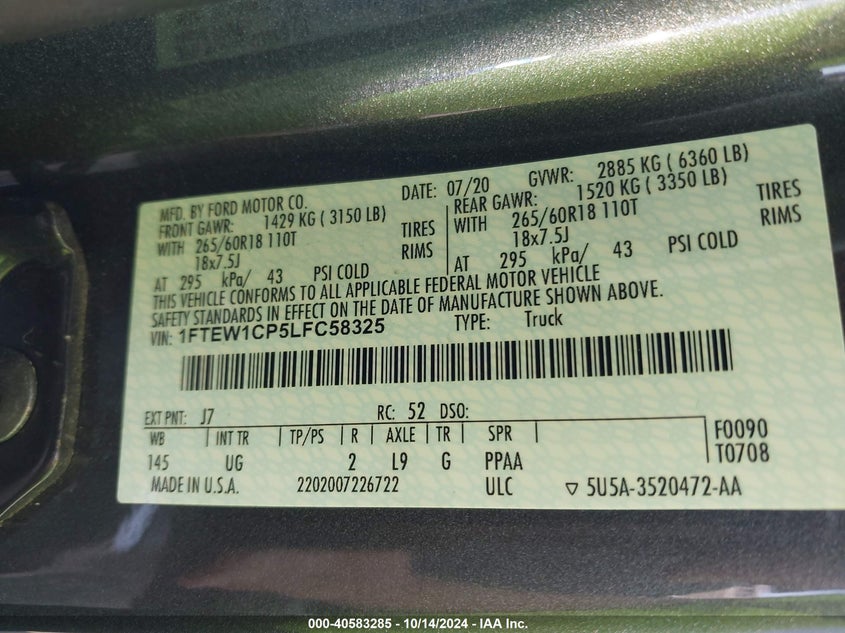 MFD. BY FORD MOTOR CO. DATE: 07/20 GVWR: 2885 KG ( 6360 LB)
FRONT GAWR: 1429 KG ( 3150 LB) REAR GAWR: 1520 KG ( 3350 LB)
WITH 265/60R18 110T TIRES WITH 265/60R18 110T TIRES
18x7.5J RIMS 18x7.5J RIMS
AT 295 kPa/ 43 PSI COLD AT 295 kPa/ 43 PSI COLD
THIS VEHICLE CONFORMS TO ALL APPLICABLE FEDERAL MOTOR VEHICLE
SAFETY STANDARDS IN EFFECT ON THE DATE OF MANUFACTURE SHOWN ABOVE.
VIN: 1FTEW1CP5LFC58325 TYPE: Truck
EXT PNT: J7 RC: 52 DSO:
WB INT TR TP/PS R AXLE TR SPR F0090
145 UG 2 L9 G PPAA T0708
MADE IN U.S.A. 2202007226722 ULC ▽ 5U5A-3520472-AA
000-40583285 - 10/14/2024 - IAA Inc.